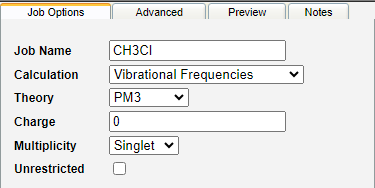 Job Options Advanced Preview Notes
Job Name CH3Cl
Calculation Vibrational Frequencies
Theory PM3
Charge 0
Multiplicity Singlet
Unrestricted